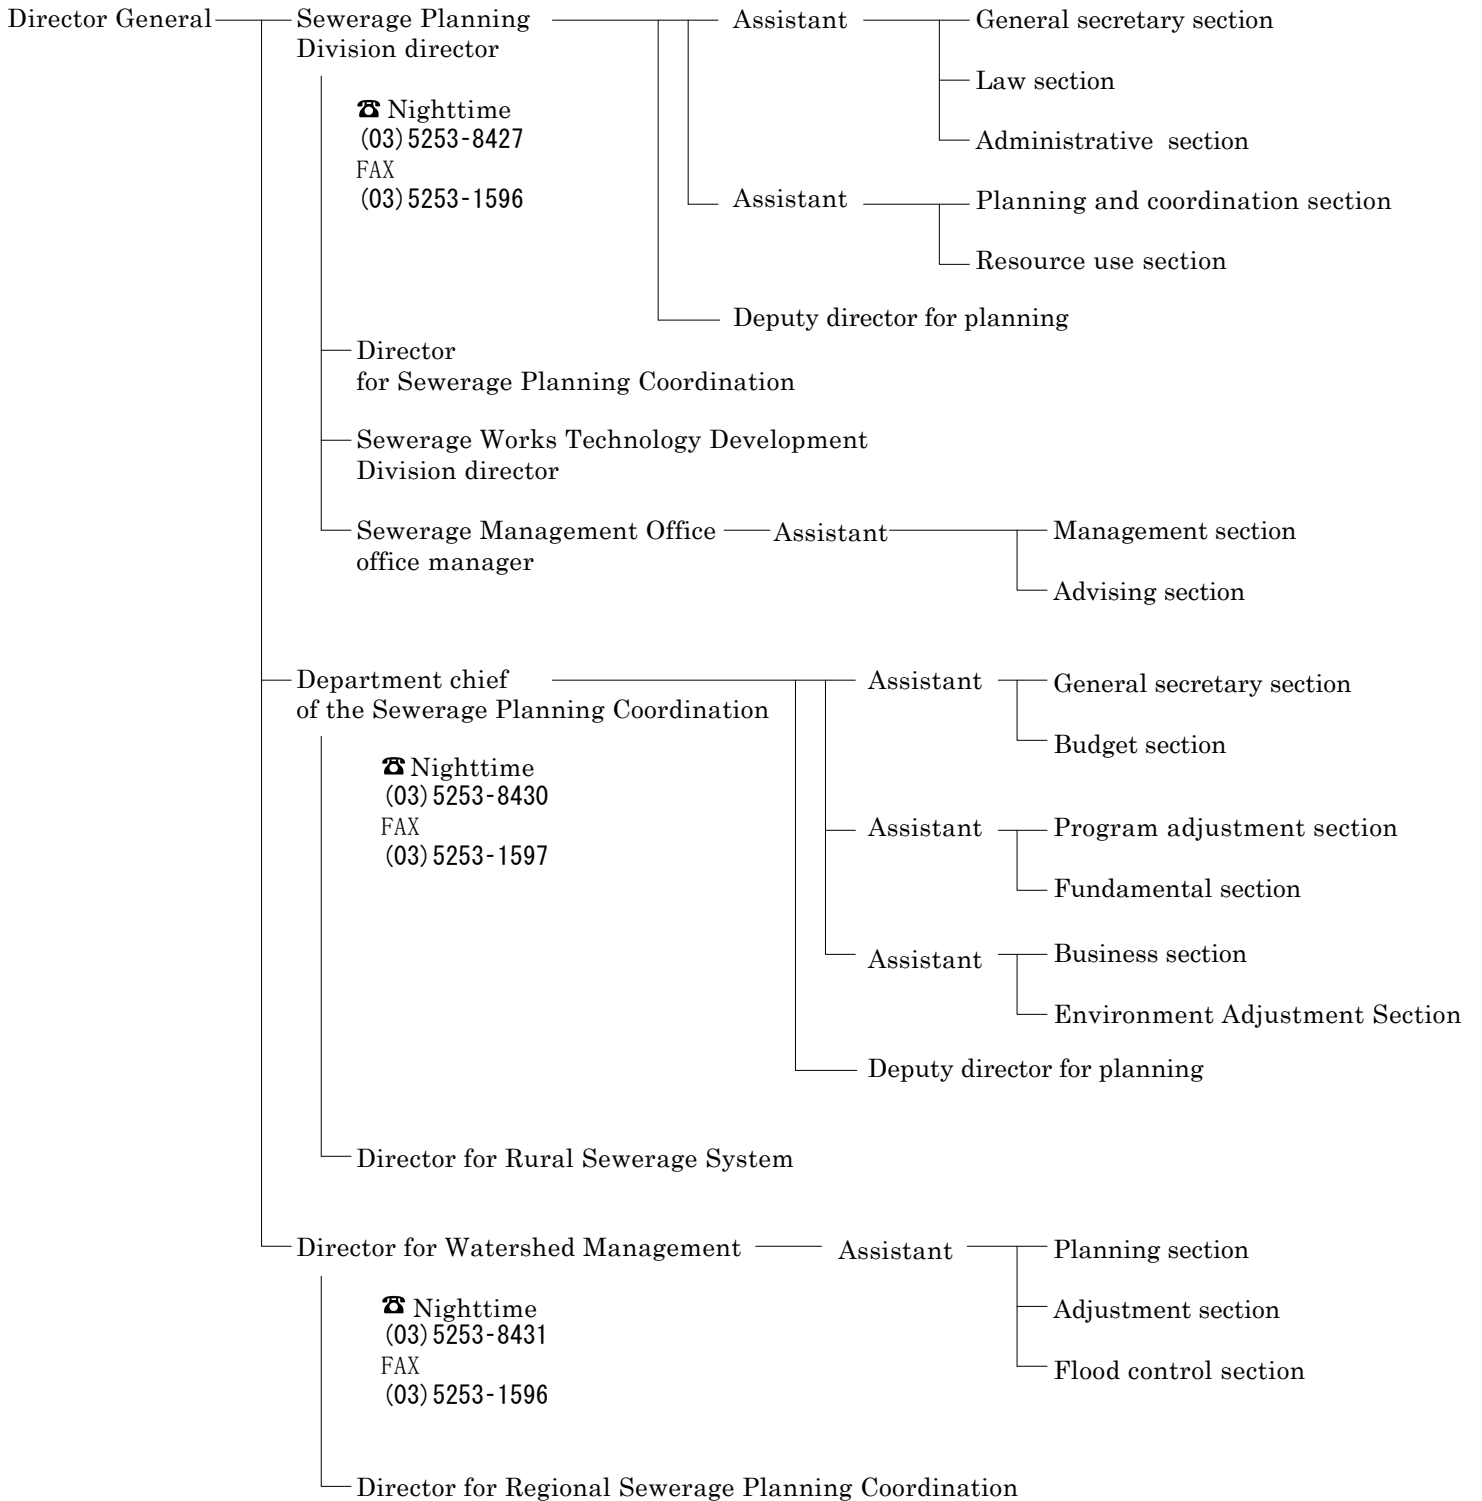 Director General
Sewerage Planning
Division director
☎ Nighttime
(03)5253-8427
FAX
(03)5253-1596
Assistant
General secretary section
Law section
Administrative section
Assistant
Planning and coordination section
Resource use section
Deputy director for planning
Director
for Sewerage Planning Coordination
Sewerage Works Technology Development
Division director
Sewerage Management Office
office manager
Assistant
Management section
Advising section
Department chief
of the Sewerage Planning Coordination
☎ Nighttime
(03)5253-8430
FAX
(03)5253-1597
Assistant
General secretary section
Budget section
Assistant
Program adjustment section
Fundamental section
Assistant
Business section
Environment Adjustment Section
Deputy director for planning
Director for Rural Sewerage System
Director for Watershed Management
☎ Nighttime
(03)5253-8431
FAX
(03)5253-1596
Assistant
Planning section
Adjustment section
Flood control section
Director for Regional Sewerage Planning Coordination